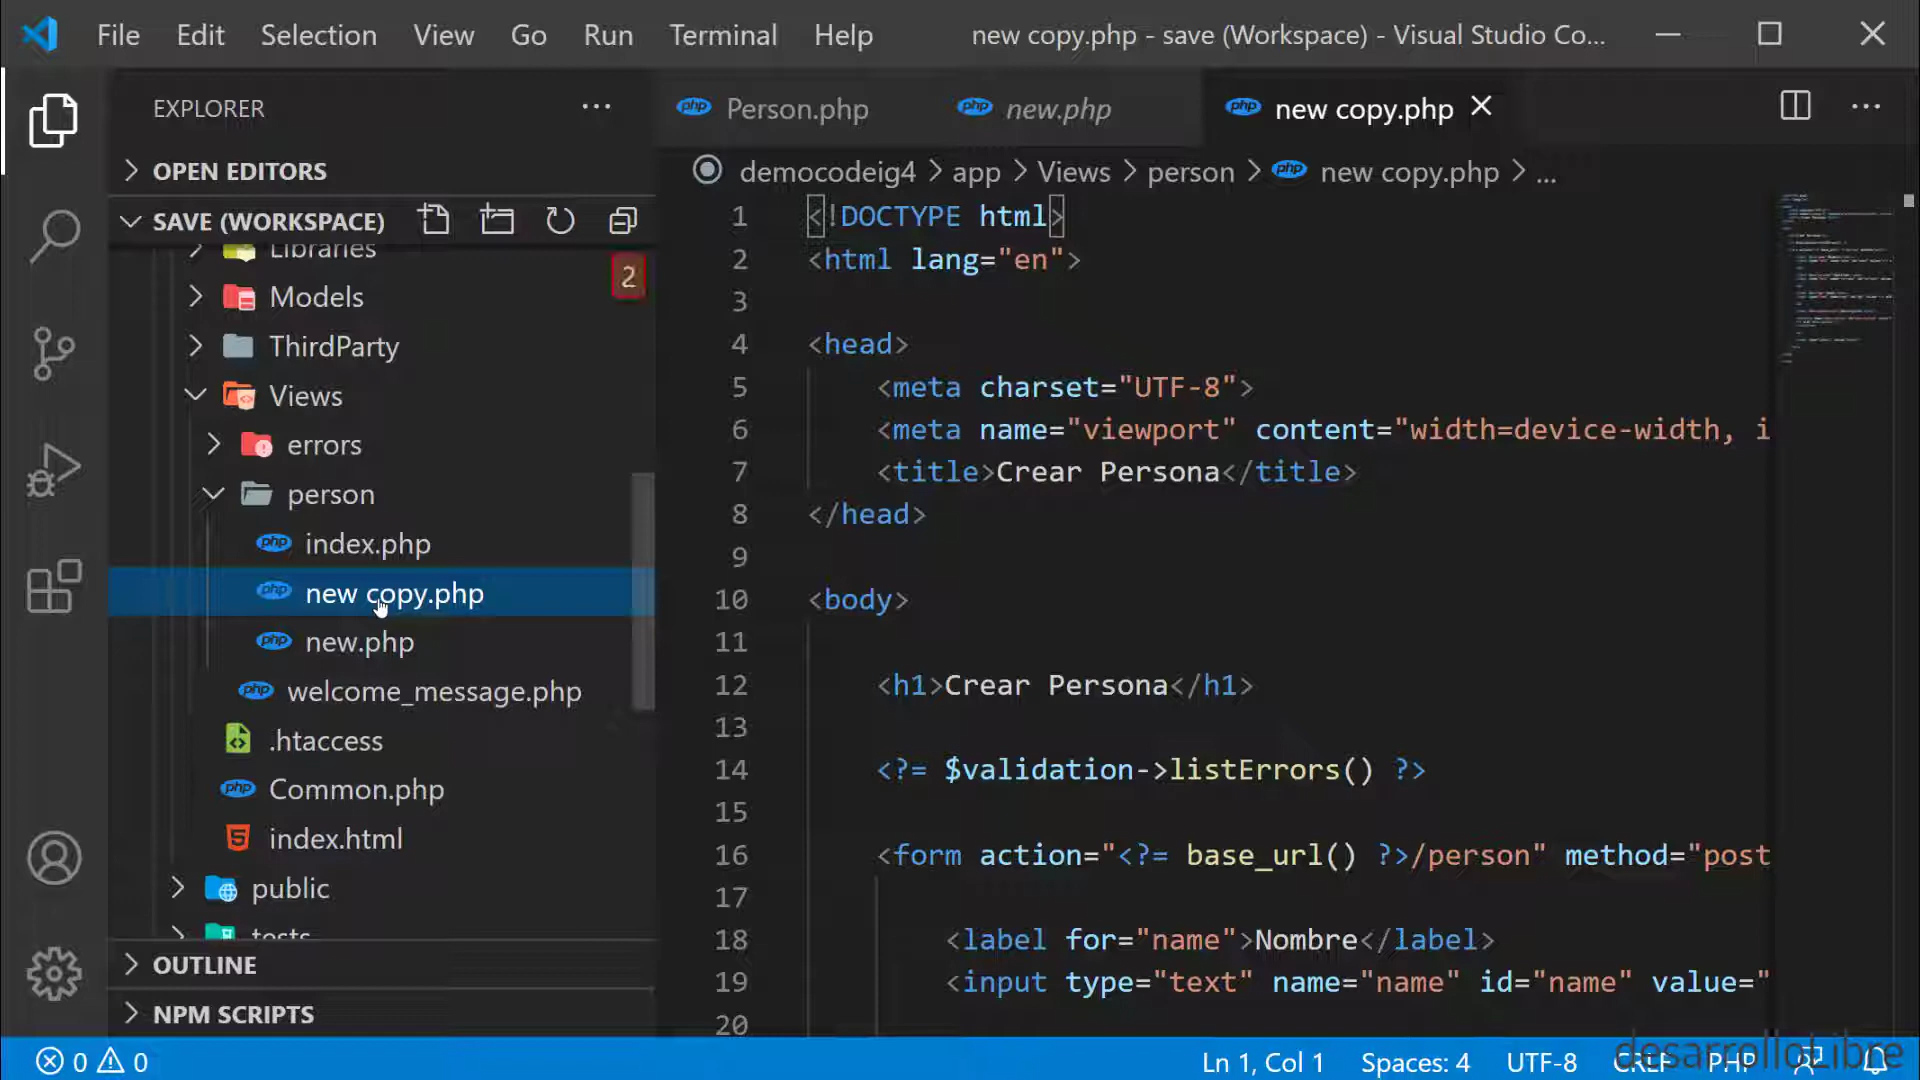 File Edit Selection View Go Run Terminal Help new copy.php - save (Workspace) - Visual Studio Co...
EXPLORER
OPEN EDITORS
SAVE (WORKSPACE)
Libraries
2
Models
ThirdParty
Views
errors
person
index.php
new copy.php
new.php
welcome_message.php
.htaccess
Common.php
index.html
public
tests
OUTLINE
NPM SCRIPTS
Person.php new.php new copy.php
democodeig4 > app > Views > person > new copy.php > ...
1 <!DOCTYPE html>
2 <html lang="en">
3
4 <head>
5 <meta charset="UTF-8">
6 <meta name="viewport" content="width=device-width, i
7 <title>Crear Persona</title>
8 </head>
9
10 <body>
11
12 <h1>Crear Persona</h1>
13
14 <?= $validation->listErrors() ?>
15
16 <form action="<?= base_url() ?>/person" method="post
17
18 <label for="name">Nombre</label>
19 <input type="text" name="name" id="name" value="
20
0 0 Ln 1, Col 1 Spaces: 4 UTF-8 CRLF PHP
desarrolloLibre